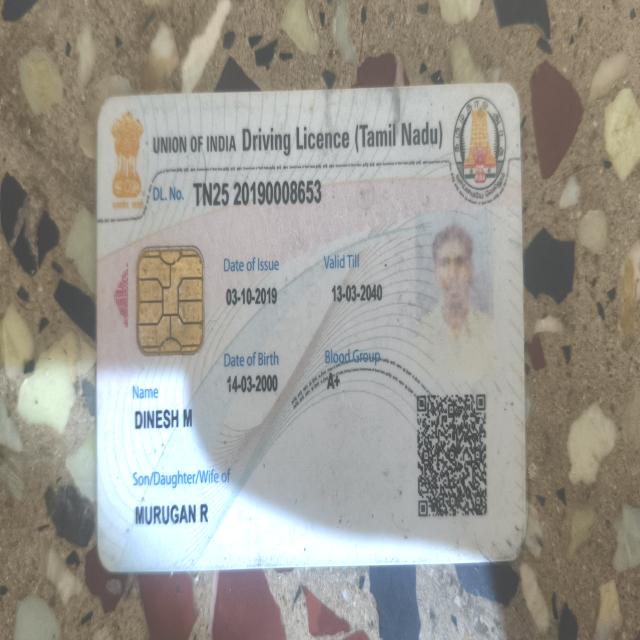 UNION OF INDIA Driving Licence (Tamil Nadu)
DL. No. TN25 20190008653
Date of Issue Valid Till
03-10-2019 13-03-2040
Date of Birth Blood Group
14-03-2000 A+
Name
DINESH M
Son/Daughter/Wife of
MURUGAN R